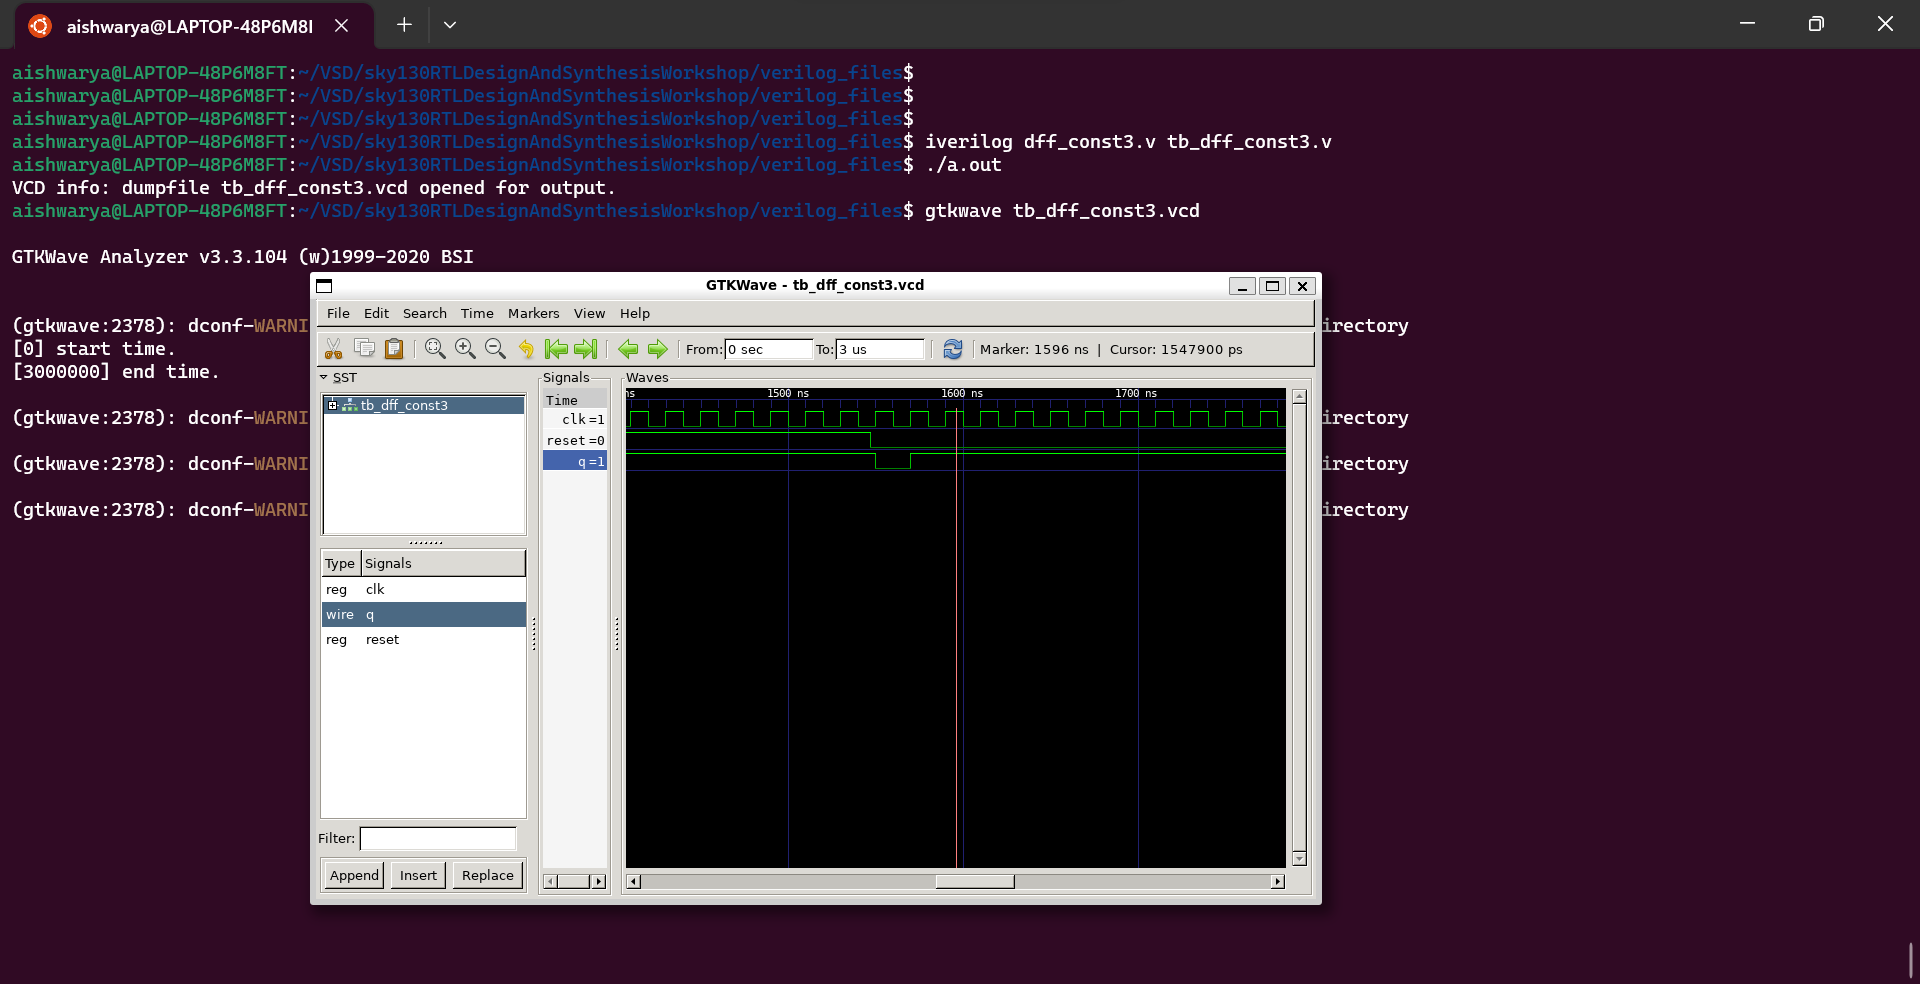 aishwarya@LAPTOP-48P6M8I
aishwarya@LAPTOP-48P6M8FT:~/VSD/sky130RTLDesignAndSynthesisWorkshop/verilog_files$
aishwarya@LAPTOP-48P6M8FT:~/VSD/sky130RTLDesignAndSynthesisWorkshop/verilog_files$
aishwarya@LAPTOP-48P6M8FT:~/VSD/sky130RTLDesignAndSynthesisWorkshop/verilog_files$
aishwarya@LAPTOP-48P6M8FT:~/VSD/sky130RTLDesignAndSynthesisWorkshop/verilog_files$ iverilog dff_const3.v tb_dff_const3.v
aishwarya@LAPTOP-48P6M8FT:~/VSD/sky130RTLDesignAndSynthesisWorkshop/verilog_files$ ./a.out
VCD info: dumpfile tb_dff_const3.vcd opened for output.
aishwarya@LAPTOP-48P6M8FT:~/VSD/sky130RTLDesignAndSynthesisWorkshop/verilog_files$ gtkwave tb_dff_const3.vcd
GTKWave Analyzer v3.3.104 (w)1999-2020 BSI
(gtkwave:2378): dconf-WARNI irectory
[0] start time.
[3000000] end time.
(gtkwave:2378): dconf-WARNI irectory
(gtkwave:2378): dconf-WARNI irectory
(gtkwave:2378): dconf-WARNI irectory
GTKWave - tb_dff_const3.vcd
File Edit Search Time Markers View Help
From: 0 sec To: 3 us Marker: 1596 ns | Cursor: 1547900 ps
SST
tb_dff_const3
Type Signals
reg clk
wire q
reg reset
Filter:
Append Insert Replace
Signals
Time
clk =1
reset =0
q =1
Waves
ns 1500 ns 1600 ns 1700 ns